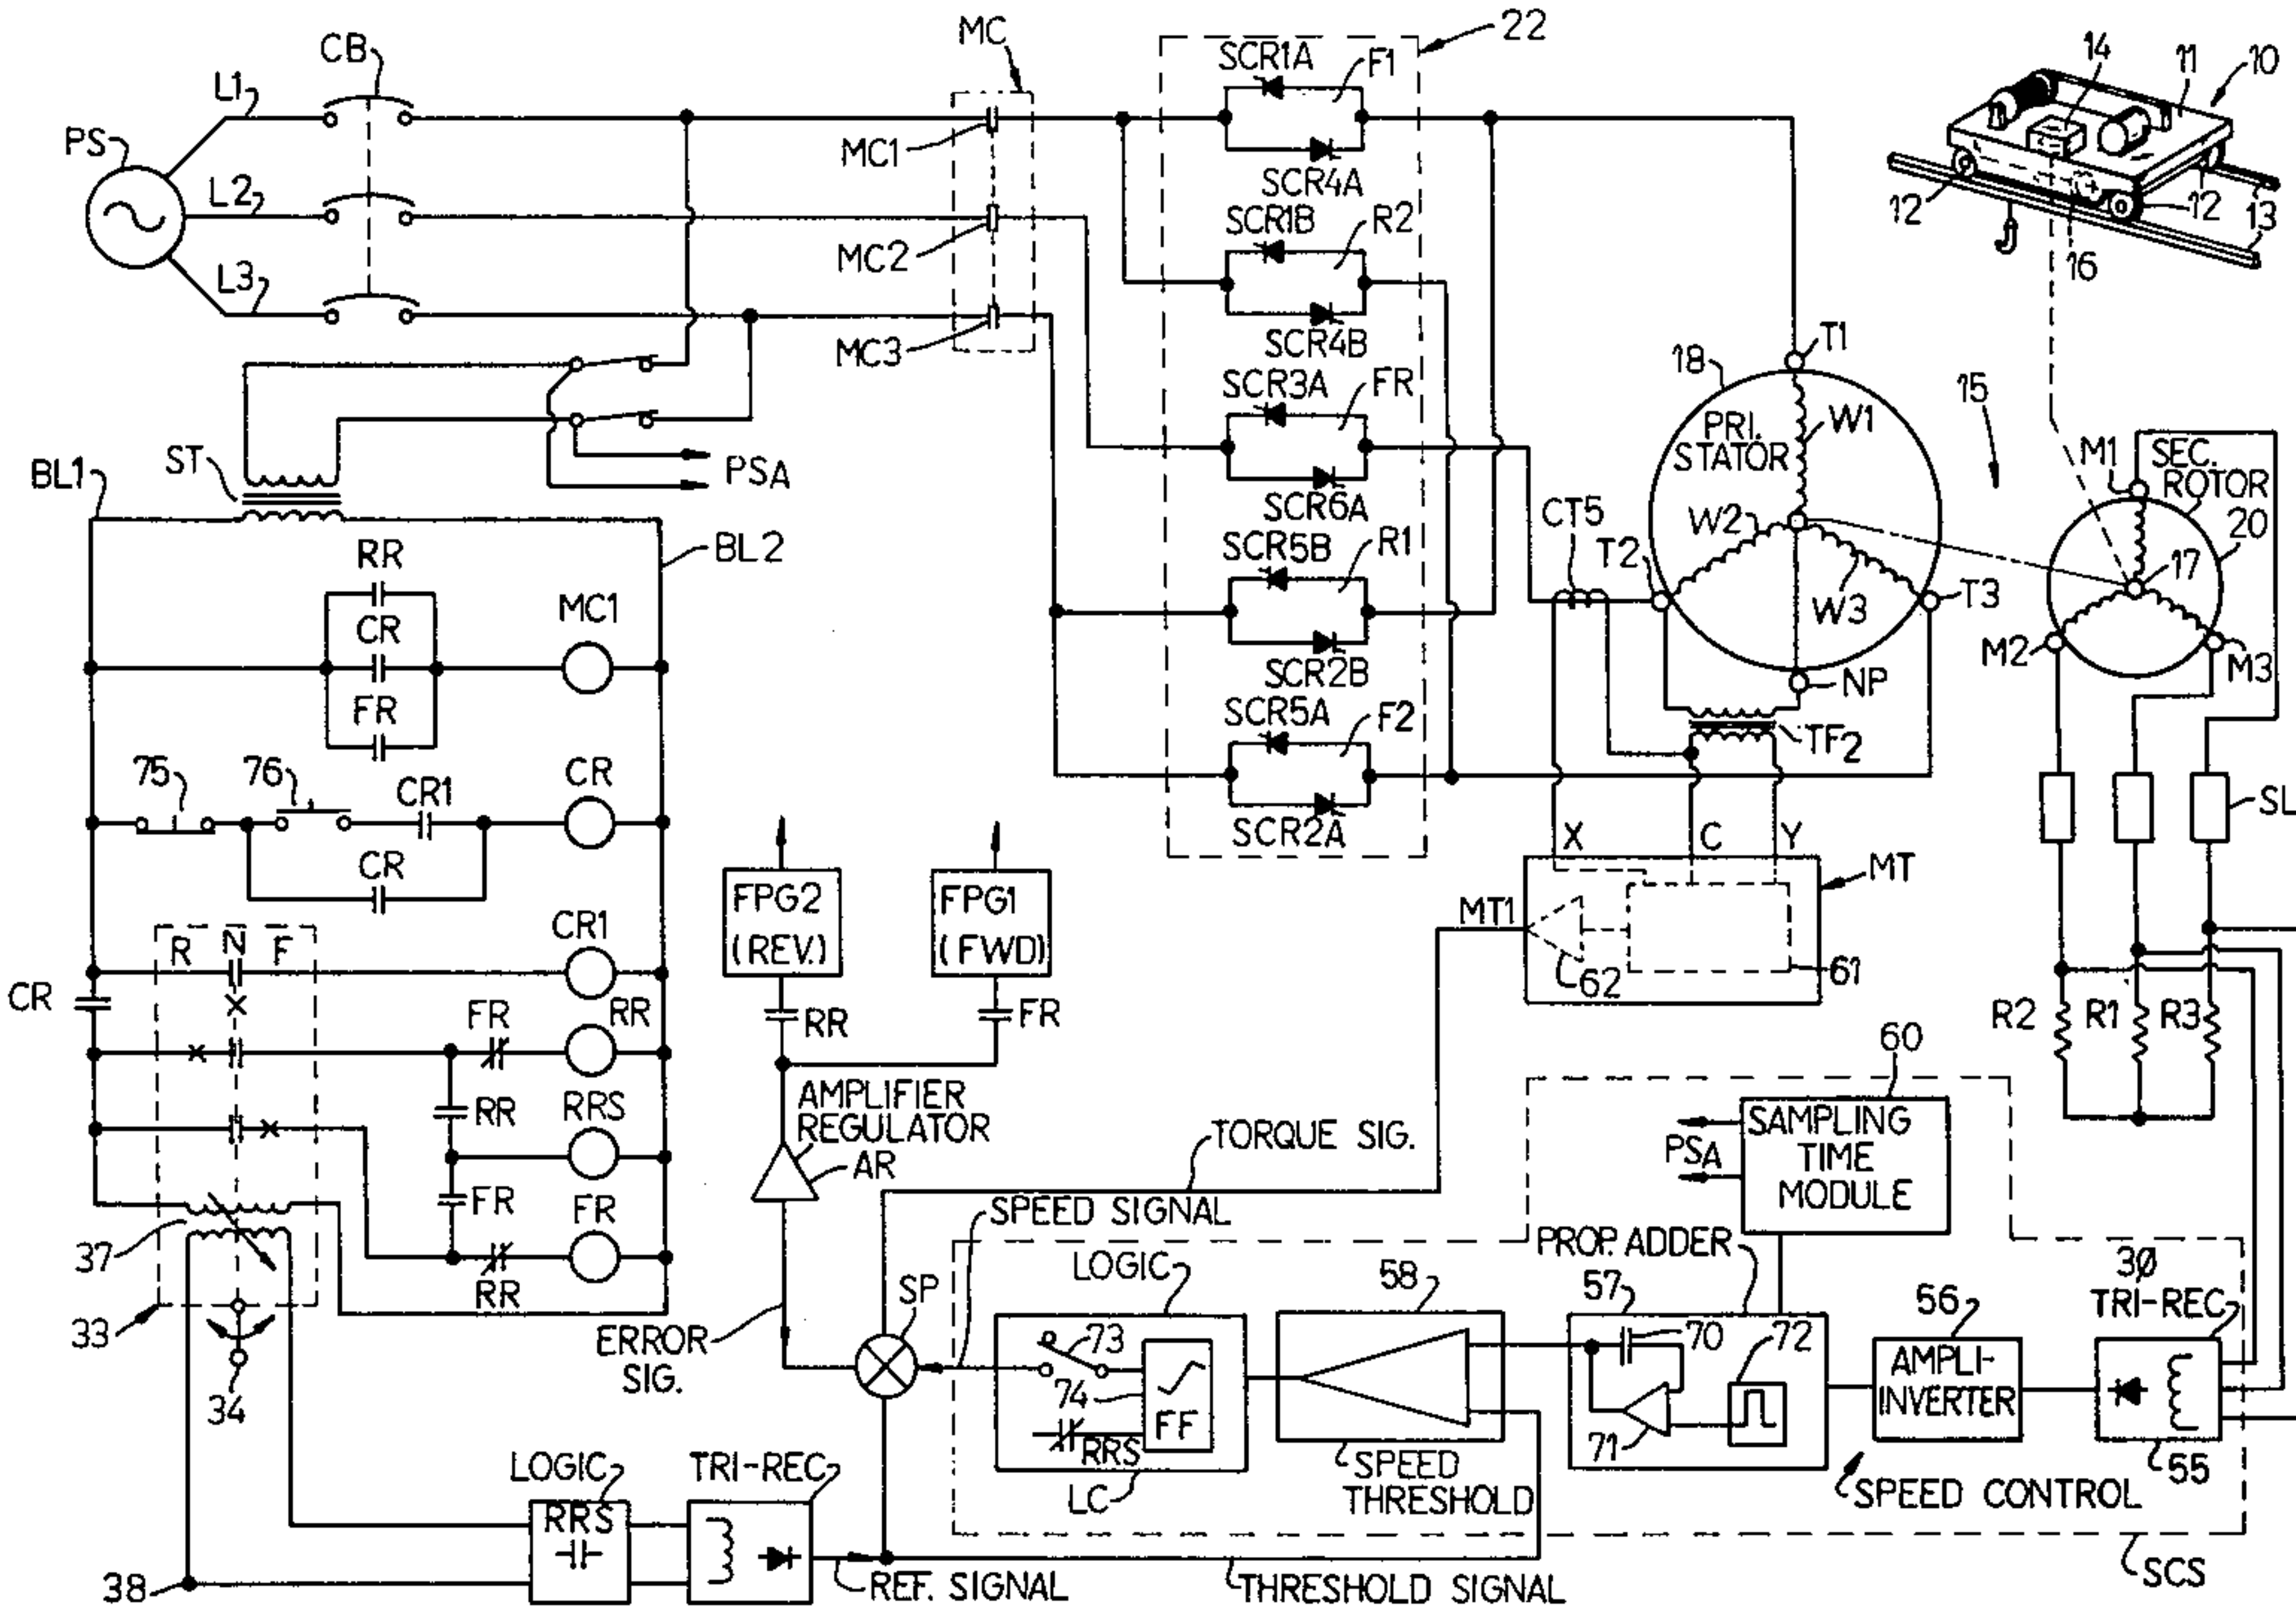 MC
22
CB
SCR1A
F1
14
11
10
L1
PS
MC1
SCR4A
L2
SCR1B
R2
12
12
13
MC2
16
L3
SCR4B
MC3
T1
SCR3A
FR
18
15
W1
PRI.
STATOR
M1
SEC.
ROTOR
20
ST
BL1
PSA
SCR6A
CT5
W2
BL2
SCR5B
R1
RR
T2
17
MC1
T3
W3
CR
M2
M3
SCR2B
NP
FR
SCR5A
F2
TF2
75
76
CR1
CR
SL
SCR2A
X
C
Y
CR
FPG2
(REV.)
FPG1
(FWD)
MT
MT1
R
N
F
CR1
61
62
CR
X
FR
RR
RR
FR
R2
R1
R3
60
AMPLIFIER
REGULATOR
AR
RR
RRS
TORQUE SIG.
SAMPLING
TIME
MODULE
PSA
FR
FR
SPEED SIGNAL
37
PROP. ADDER
LOGIC
58
57
30
TRI-REC
RR
SP
56
33
ERROR
SIG.
73
70
72
AMPLI-
INVERTER
34
74
FF
71
RRS
LOGIC
TRI-REC
SPEED
THRESHOLD
55
LC
SPEED CONTROL
RRS
38
REF. SIGNAL
THRESHOLD SIGNAL
SCS